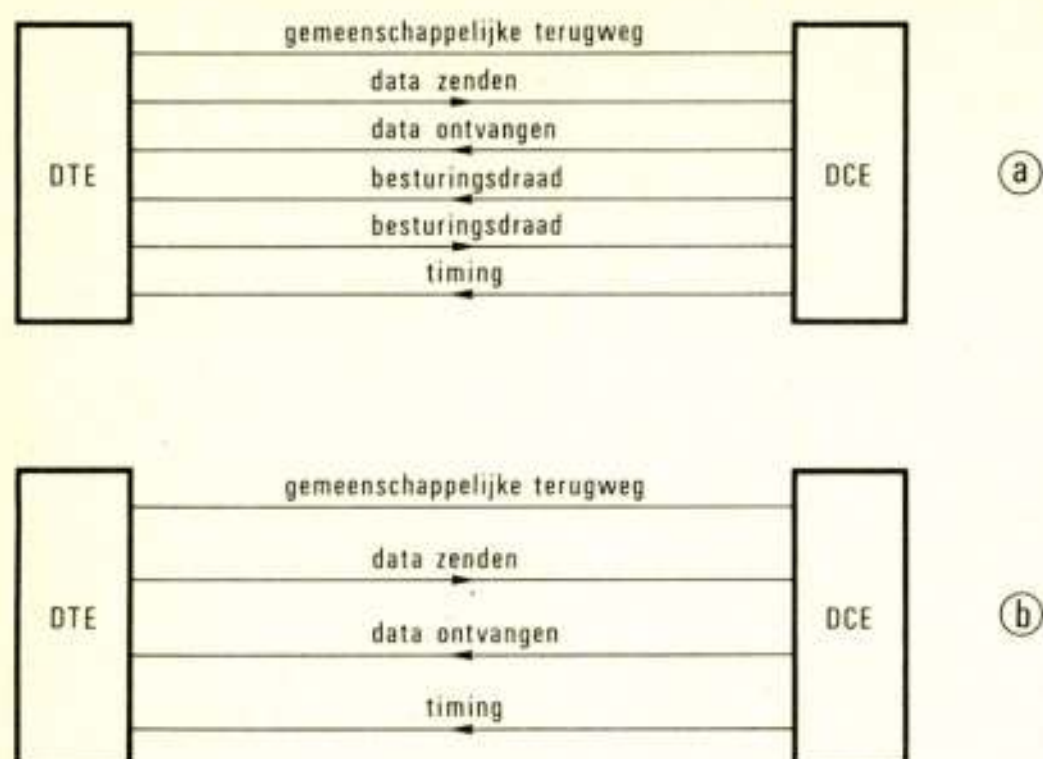 gemeenschappelijke terugweg
data zenden
data ontvangen
DTE
besturingsdraad
DCE
a
besturingsdraad
timing
gemeenschappelijke terugweg
data zenden
DTE
data ontvangen
DCE
b
timing